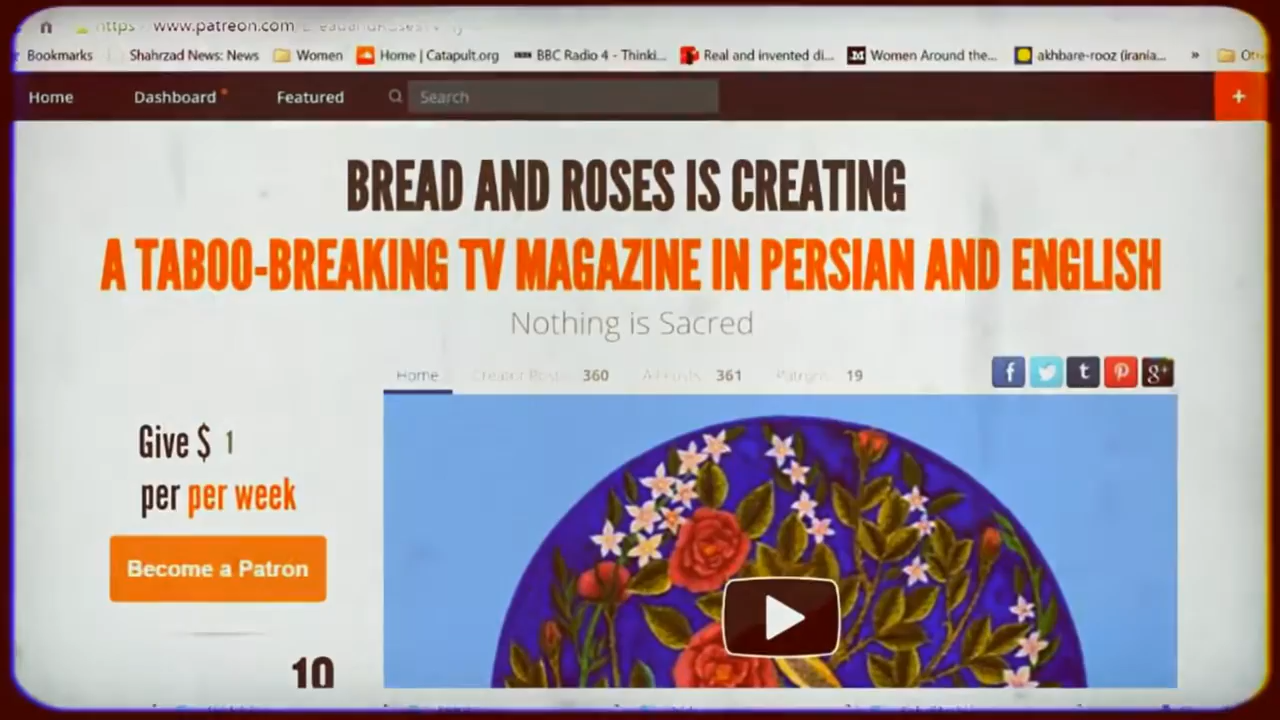 https www.patreon.com
Bookmarks Shahrzad News: News Women Home | Catapult.org BBC Radio 4 - Thinki... Real and invented di... Women Around the... akhbare-rooz (irania... »
Home Dashboard Featured Search +
BREAD AND ROSES IS CREATING
A TABOO-BREAKING TV MAGAZINE IN PERSIAN AND ENGLISH
Nothing is Sacred
Home 360 361 Patrons 19
f t P g+
Give $ 1
per per week
Become a Patron
10